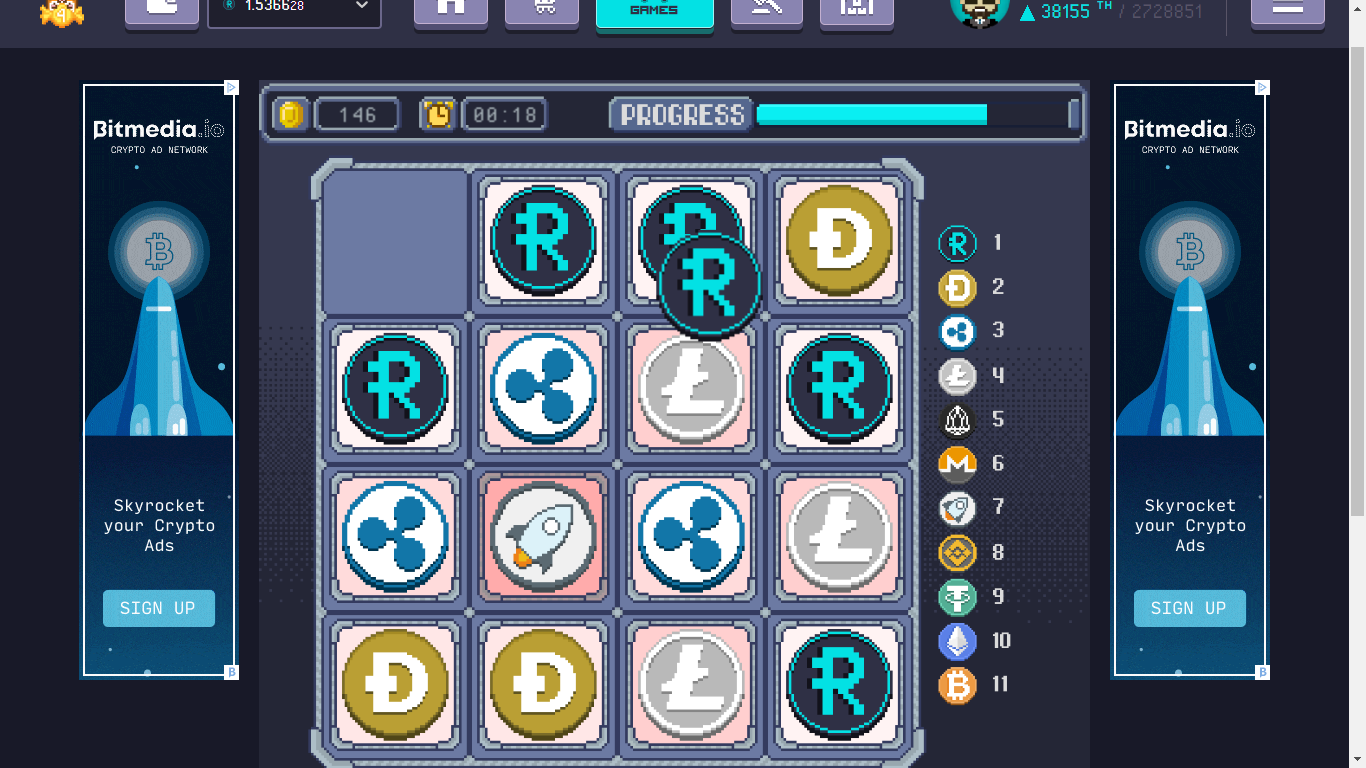 1.536628
GAMES
38155 TH / 2728851
Bitmedia.io
CRYPTO AD NETWORK
Skyrocket
your Crypto
Ads
SIGN UP
146
00:18
PROGRESS
1
2
3
4
5
6
7
8
9
10
11
Bitmedia.io
CRYPTO AD NETWORK
Skyrocket
your Crypto
Ads
SIGN UP